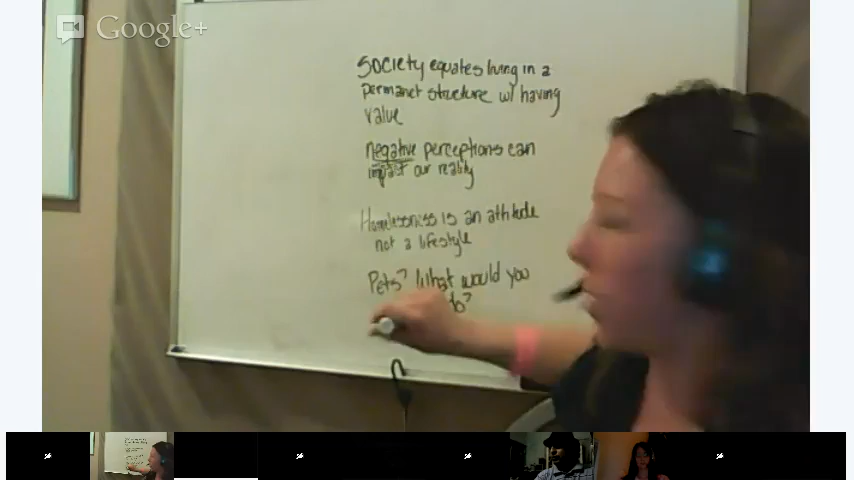 Google+
Society equates living in a
permanet structure w/ having
value
negative perceptions can
impact our reality
Homelessness is an attitude
not a lifestyle
Pets? What would you
do?